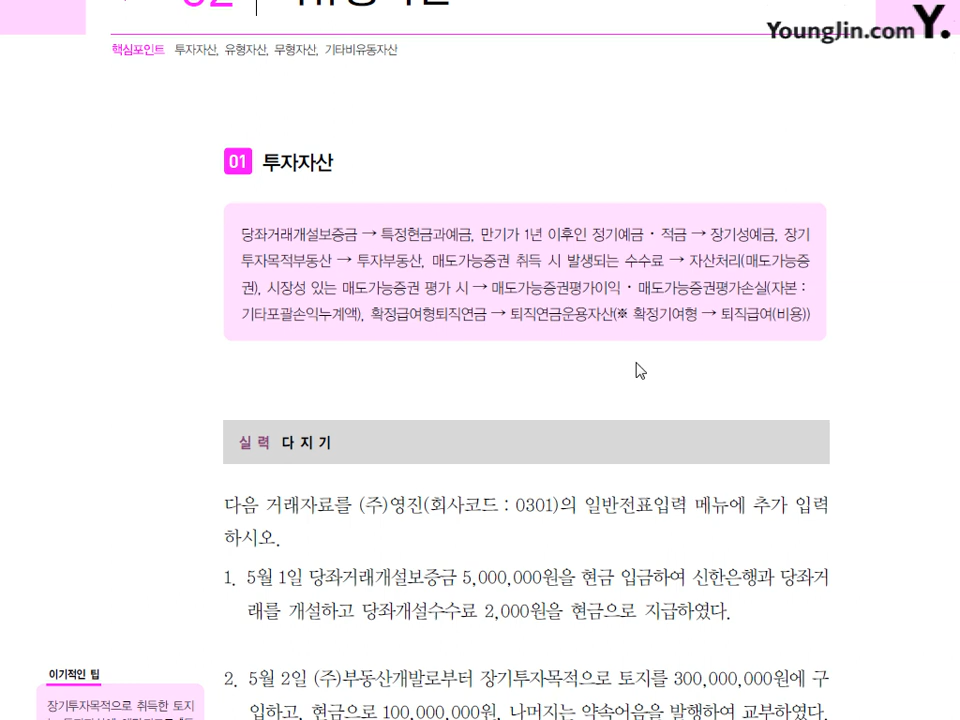 YoungJin.com Y.
핵심포인트 투자자산, 유형자산, 무형자산, 기타비유동자산
01 투자자산
당좌거래개설보증금 → 특정현금과예금, 만기가 1년 이후인 정기예금 · 적금 → 장기성예금, 장기
투자목적부동산 → 투자부동산, 매도가능증권 취득 시 발생되는 수수료 → 자산처리(매도가능증
권), 시장성 있는 매도가능증권 평가 시 → 매도가능증권평가이익 · 매도가능증권평가손실(자본 :
기타포괄손익누계액), 확정급여형퇴직연금 → 퇴직연금운용자산(※ 확정기여형 → 퇴직급여(비용))
실력 다지기
다음 거래자료를 (주)영진(회사코드 : 0301)의 일반전표입력 메뉴에 추가 입력
하시오.
1. 5월 1일 당좌거래개설보증금 5,000,000원을 현금 입금하여 신한은행과 당좌거
래를 개설하고 당좌개설수수료 2,000원을 현금으로 지급하였다.
이기적인 팁
장기투자목적으로 취득한 토지
2. 5월 2일 (주)부동산개발로부터 장기투자목적으로 토지를 300,000,000원에 구
입하고, 현금으로 100,000,000원, 나머지는 약속어음을 발행하여 교부하였다.